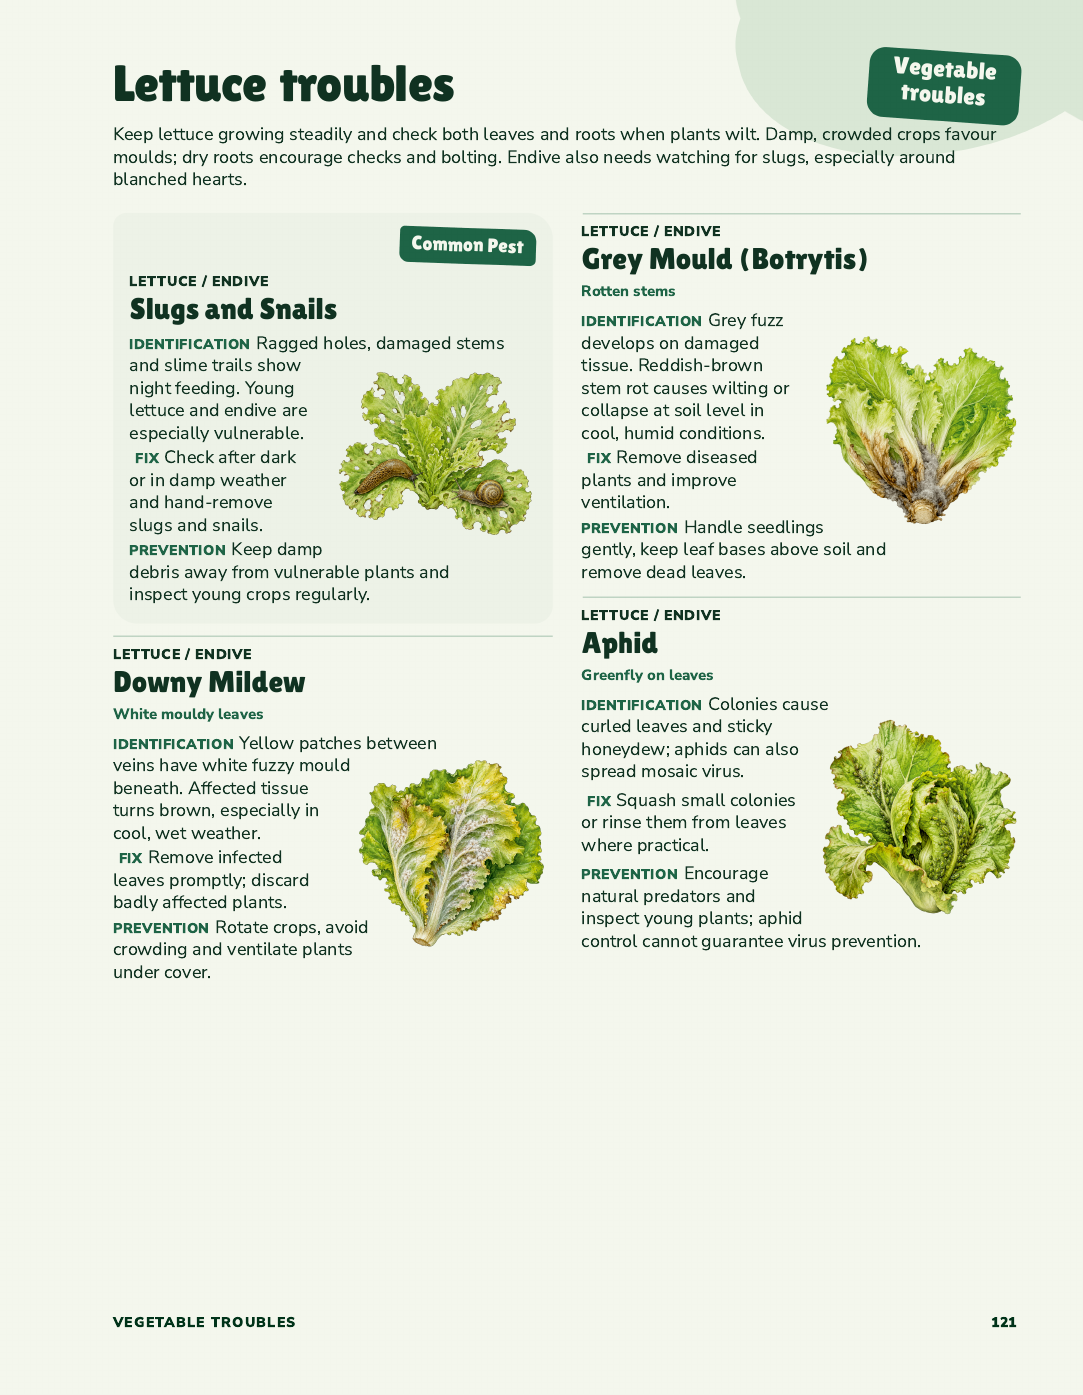 Lettuce troubles
Vegetable
troubles
Keep lettuce growing steadily and check both leaves and roots when plants wilt. Damp, crowded crops favour
moulds; dry roots encourage checks and bolting. Endive also needs watching for slugs, especially around
blanched hearts.
Common Pest
LETTUCE / ENDIVE
Slugs and Snails
IDENTIFICATION Ragged holes, damaged stems
and slime trails show
night feeding. Young
lettuce and endive are
especially vulnerable.
FIX Check after dark
or in damp weather
and hand-remove
slugs and snails.
PREVENTION Keep damp
debris away from vulnerable plants and
inspect young crops regularly.
LETTUCE / ENDIVE
Downy Mildew
White mouldy leaves
IDENTIFICATION Yellow patches between
veins have white fuzzy mould
beneath. Affected tissue
turns brown, especially in
cool, wet weather.
FIX Remove infected
leaves promptly; discard
badly affected plants.
PREVENTION Rotate crops, avoid
crowding and ventilate plants
under cover.
LETTUCE / ENDIVE
Grey Mould (Botrytis)
Rotten stems
IDENTIFICATION Grey fuzz
develops on damaged
tissue. Reddish-brown
stem rot causes wilting or
collapse at soil level in
cool, humid conditions.
FIX Remove diseased
plants and improve
ventilation.
PREVENTION Handle seedlings
gently, keep leaf bases above soil and
remove dead leaves.
LETTUCE / ENDIVE
Aphid
Greenfly on leaves
IDENTIFICATION Colonies cause
curled leaves and sticky
honeydew; aphids can also
spread mosaic virus.
FIX Squash small colonies
or rinse them from leaves
where practical.
PREVENTION Encourage
natural predators and
inspect young plants; aphid
control cannot guarantee virus prevention.
VEGETABLE TROUBLES
121